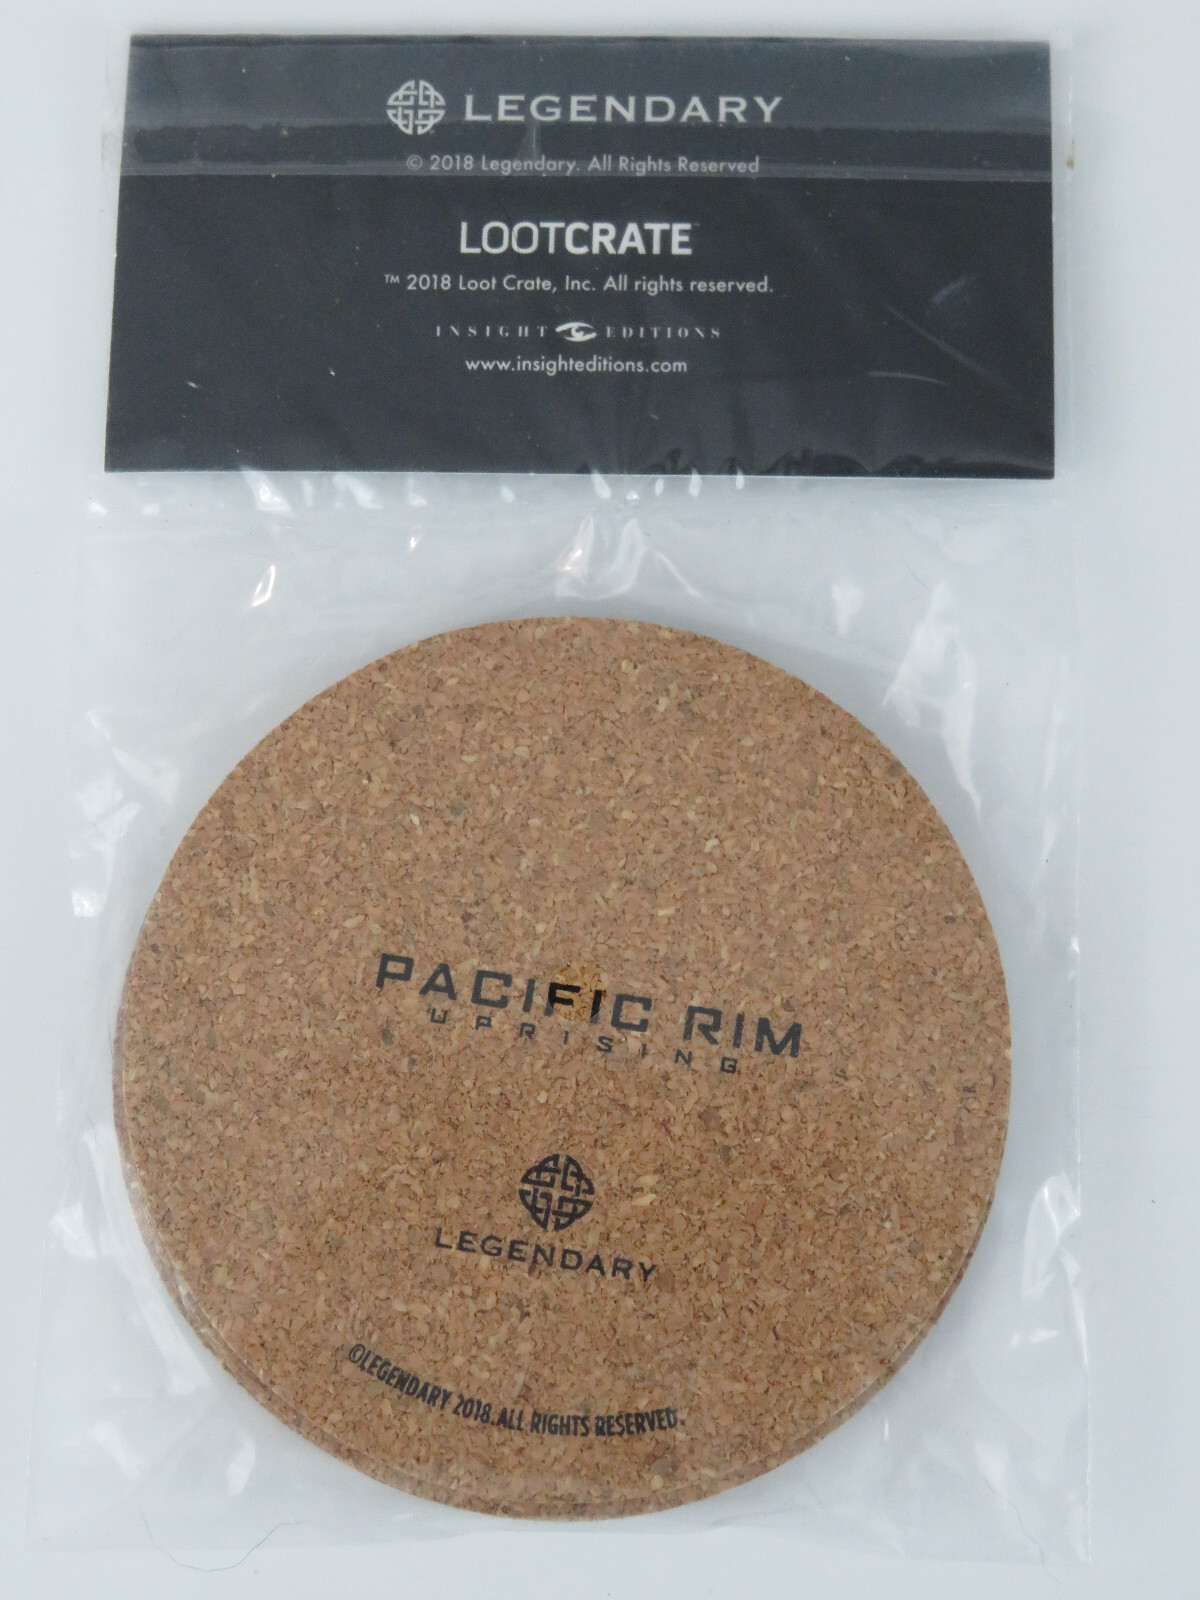 LEGENDARY
© 2018 Legendary. All Rights Reserved
LOOTCRATE™
™ 2018 Loot Crate, Inc. All rights reserved.
INSIGHT EDITIONS
www.insighteditions.com
PACIFIC RIM
UPRISING
LEGENDARY
©LEGENDARY 2018. ALL RIGHTS RESERVED.